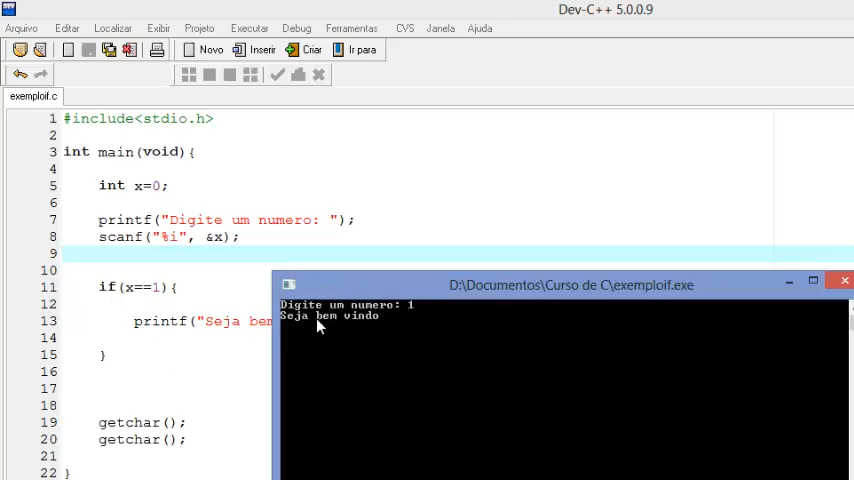 Dev-C++ 5.0.0.9
Arquivo Editar Localizar Exibir Projeto Executar Debug Ferramentas CVS Janela Ajuda
Novo Inserir Criar Ir para
exemploif.c
1 #include<stdio.h>
2
3 int main(void){
4
5 int x=0;
6
7 printf("Digite um numero: ");
8 scanf("%i", &x);
9
10
11 if(x==1){
12
13 printf("Seja bem
14
15 }
16
17
18
19 getchar();
20 getchar();
21
22 }
D:\Documentos\Curso de C\exemploif.exe
Digite um numero: 1
Seja bem vindo